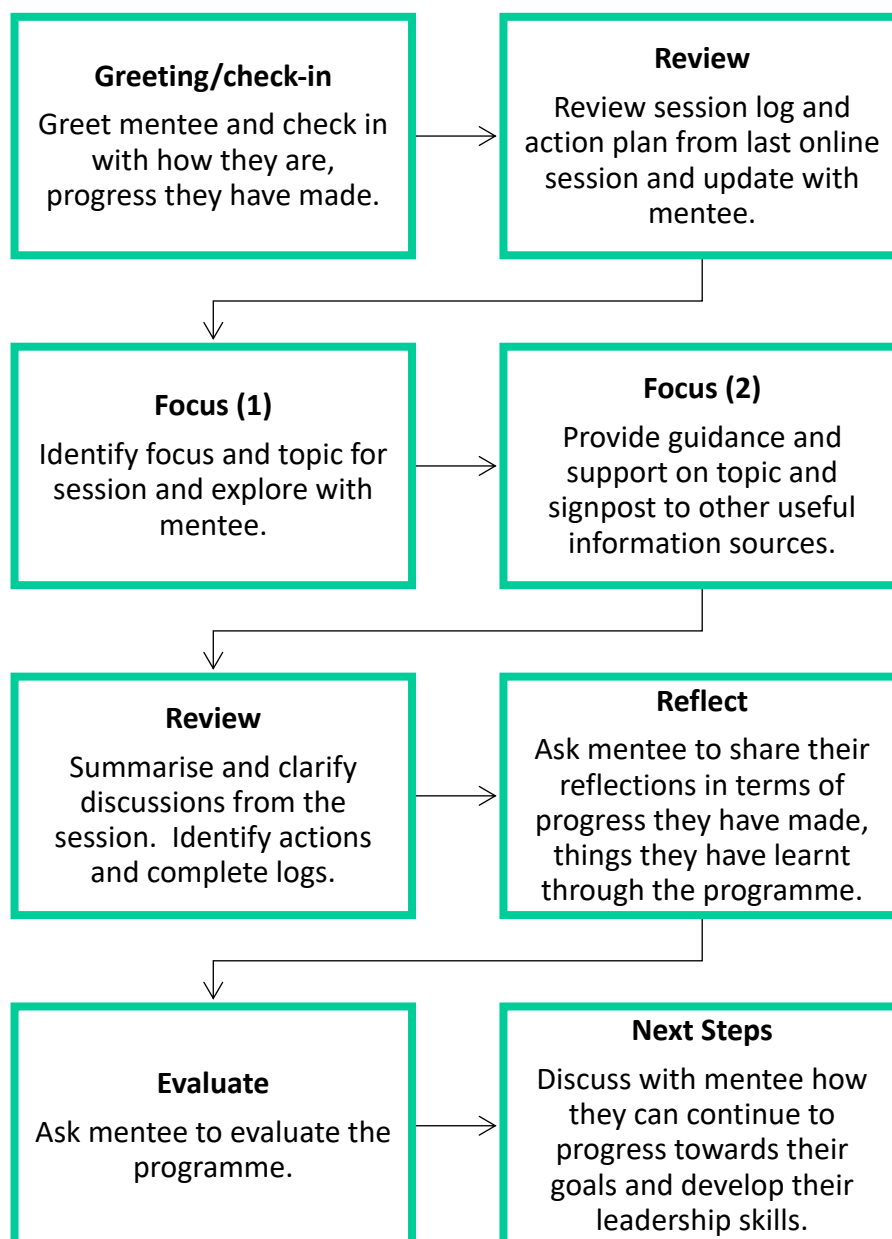 Greeting/check-in
Greet mentee and check in
with how they are,
progress they have made.
Review
Review session log and
action plan from last online
session and update with
mentee.
Focus (1)
Identify focus and topic for
session and explore with
mentee.
Focus (2)
Provide guidance and
support on topic and
signpost to other useful
information sources.
Review
Summarise and clarify
discussions from the
session.  Identify actions
and complete logs.
Reflect
Ask mentee to share their
reflections in terms of
progress they have made,
things they have learnt
through the programme.
Evaluate
Ask mentee to evaluate the
programme.
Next Steps
Discuss with mentee how
they can continue to
progress towards their
goals and develop their
leadership skills.